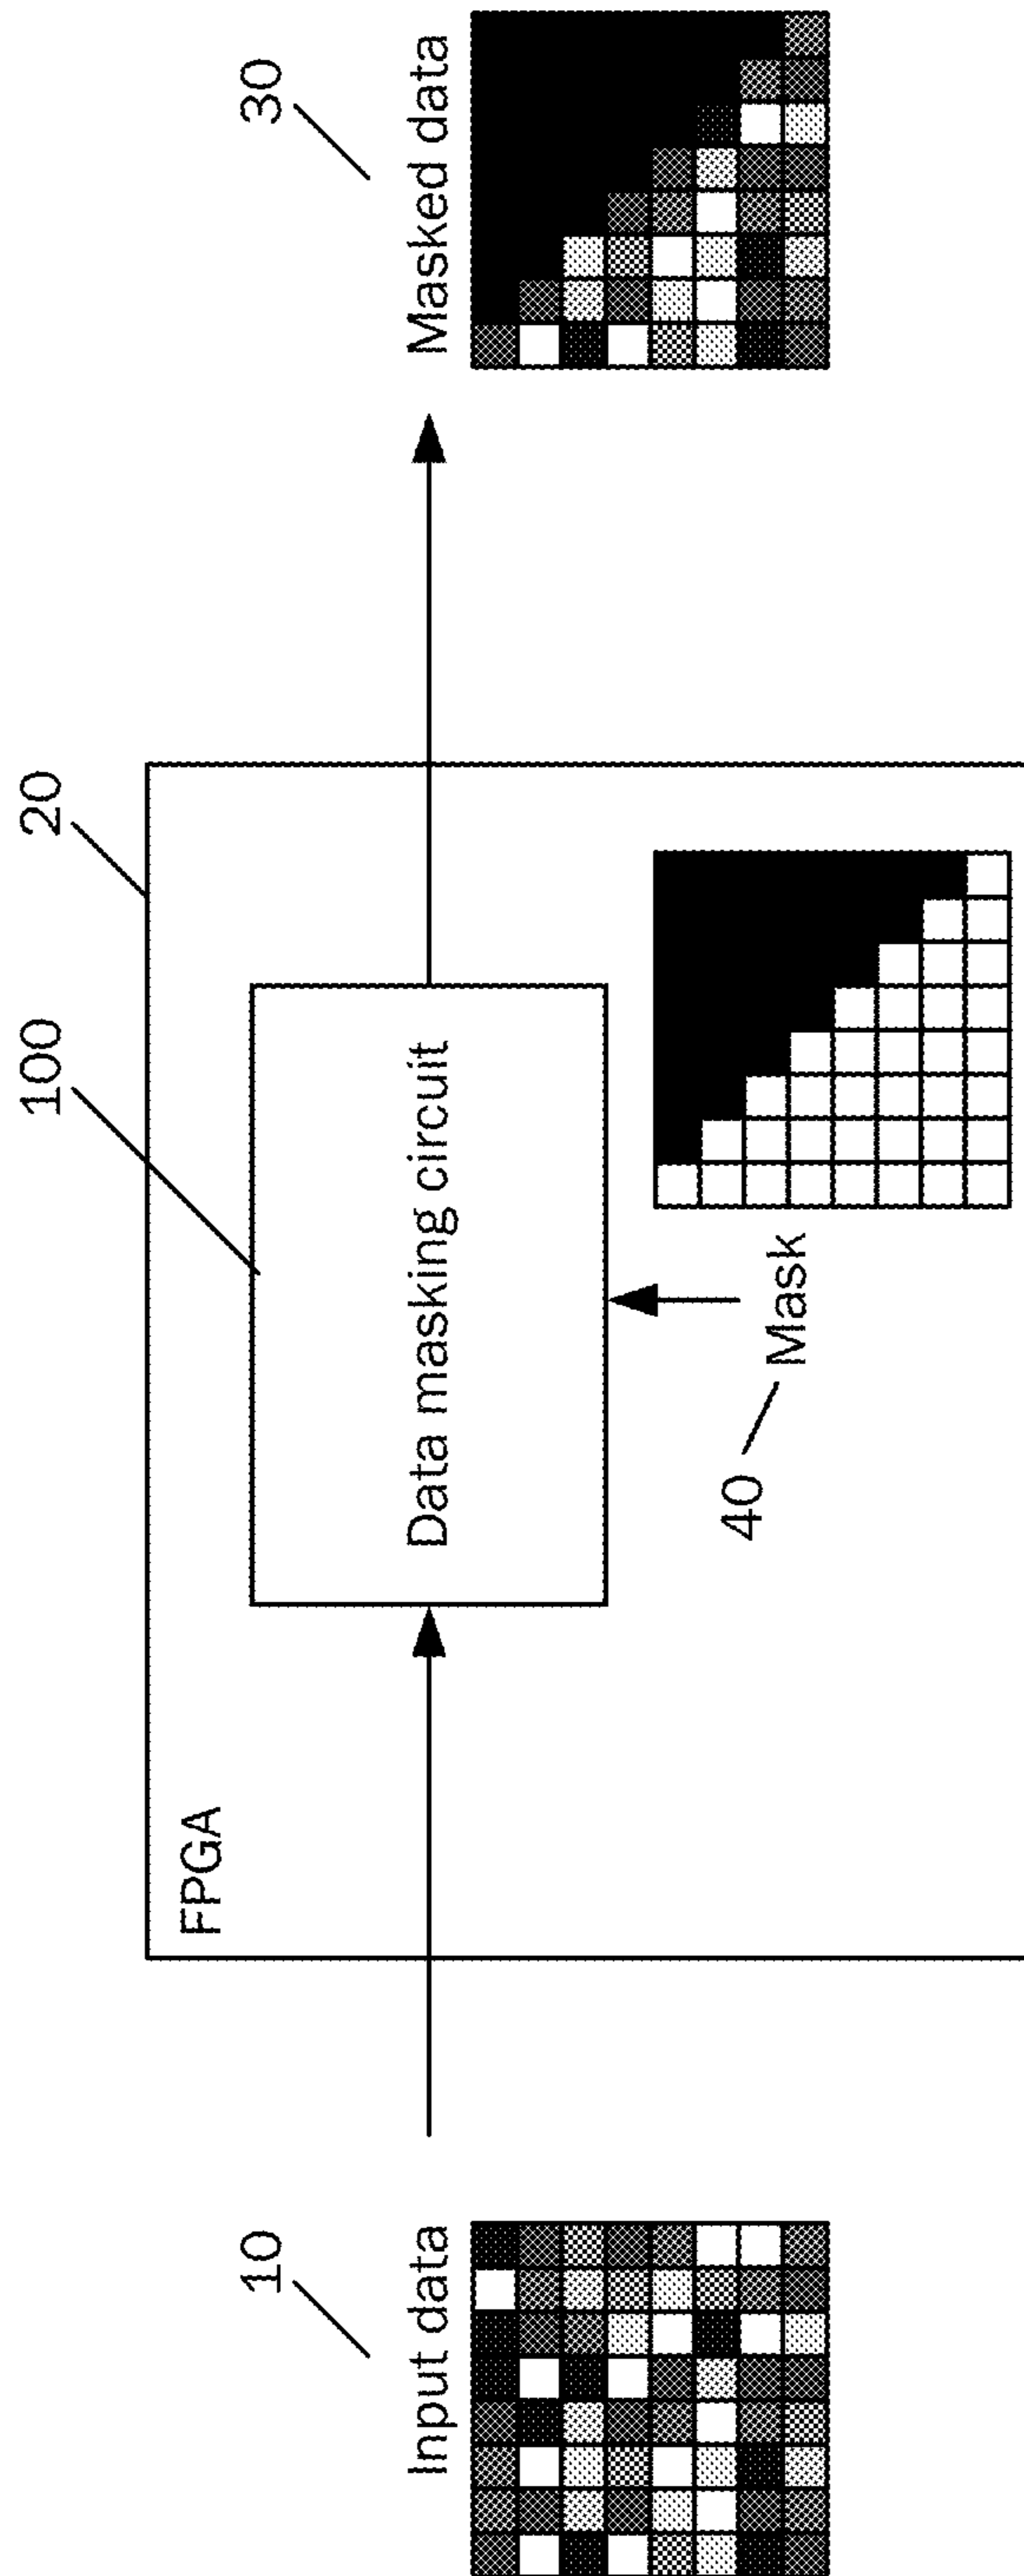 10
Input data
FPGA
20
100
Data masking circuit
40
Mask
30
Masked data